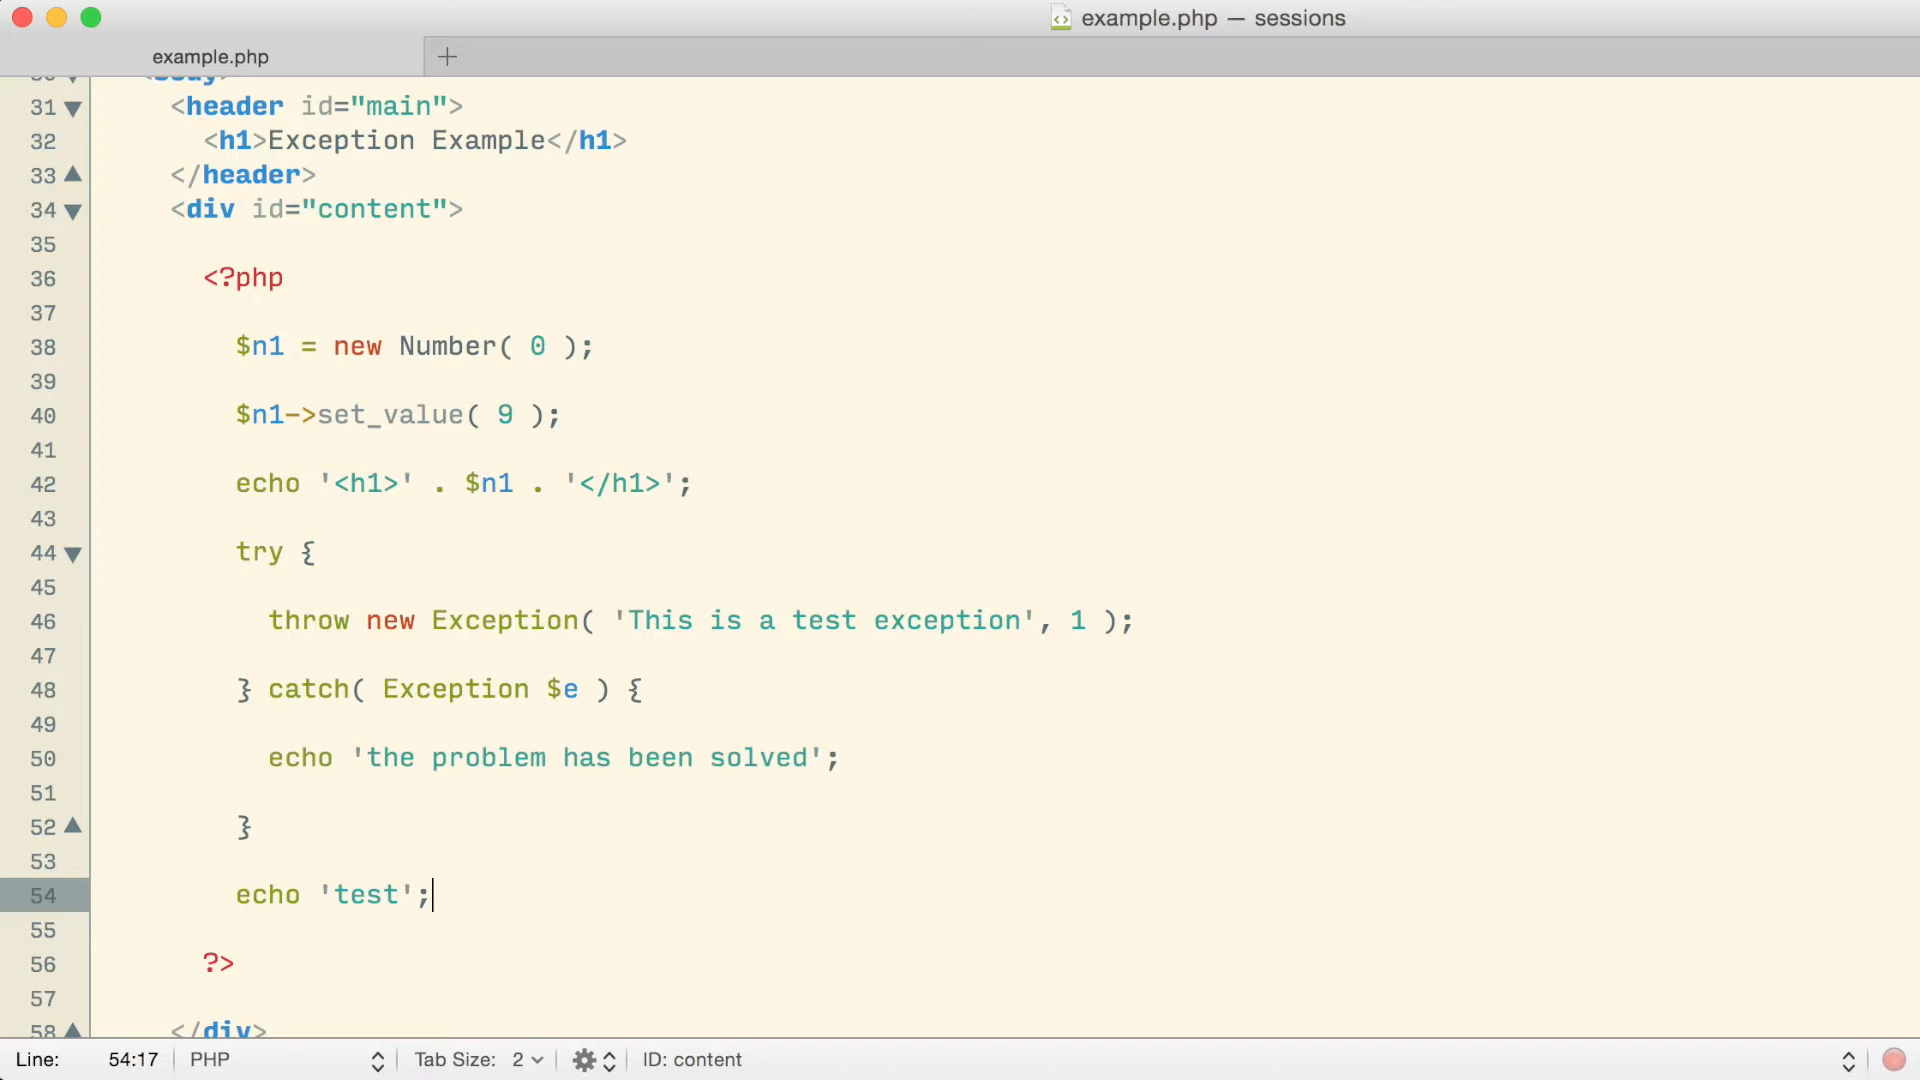 example.php — sessions
example.php
30 <body>
31 <header id="main">
32 <h1>Exception Example</h1>
33 </header>
34 <div id="content">
35
36 <?php
37
38 $n1 = new Number( 0 );
39
40 $n1->set_value( 9 );
41
42 echo '<h1>' . $n1 . '</h1>';
43
44 try {
45
46 throw new Exception( 'This is a test exception', 1 );
47
48 } catch( Exception $e ) {
49
50 echo 'the problem has been solved';
51
52 }
53
54 echo 'test';
55
56 ?>
57
58 </div>
Line: 54:17 PHP Tab Size: 2 ID: content